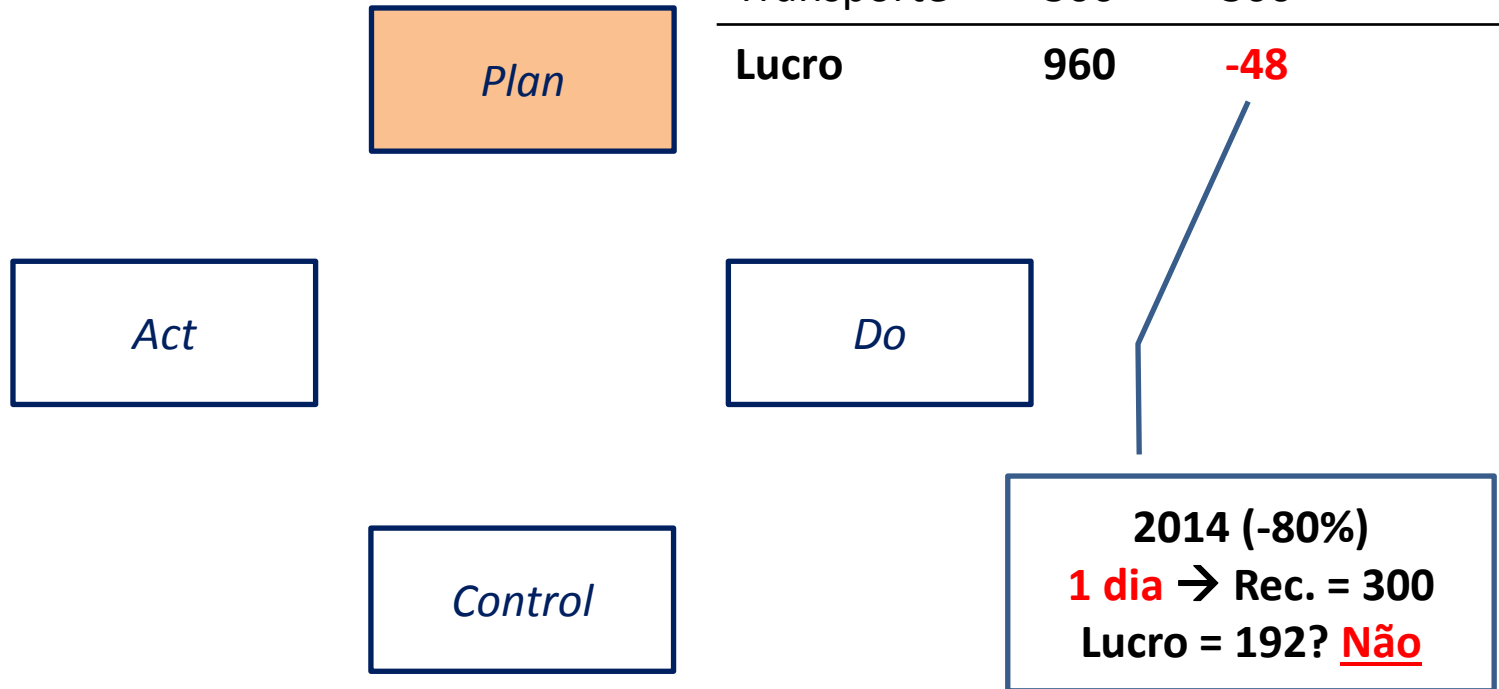 Lucro 960 -48
Plan
Act
Do
Control
2014 (-80%)
1 dia → Rec. = 300
Lucro = 192? Não